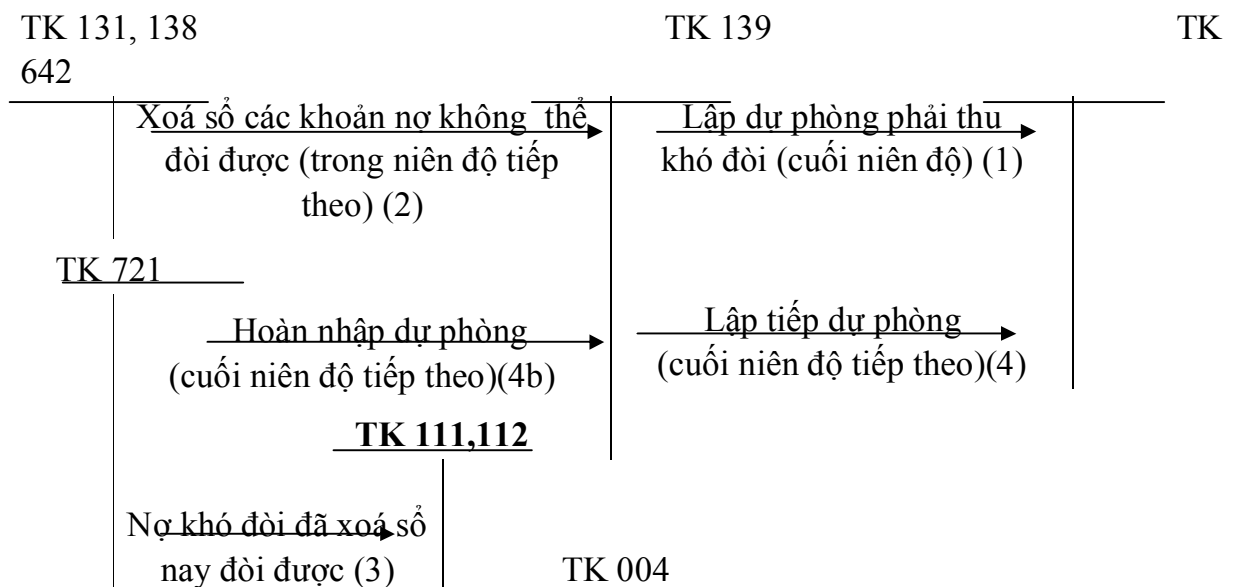 TK 131, 138 TK 139 TK
642
Xoá sổ các khoản nợ không thể
đòi được (trong niên độ tiếp
theo) (2)
Lập dự phòng phải thu
khó đòi (cuối niên độ) (1)
TK 721
Hoàn nhập dự phòng
(cuối niên độ tiếp theo)(4b)
Lập tiếp dự phòng
(cuối niên độ tiếp theo)(4)
TK 111,112
Nợ khó đòi đã xoá sổ
nay đòi được (3)
TK 004